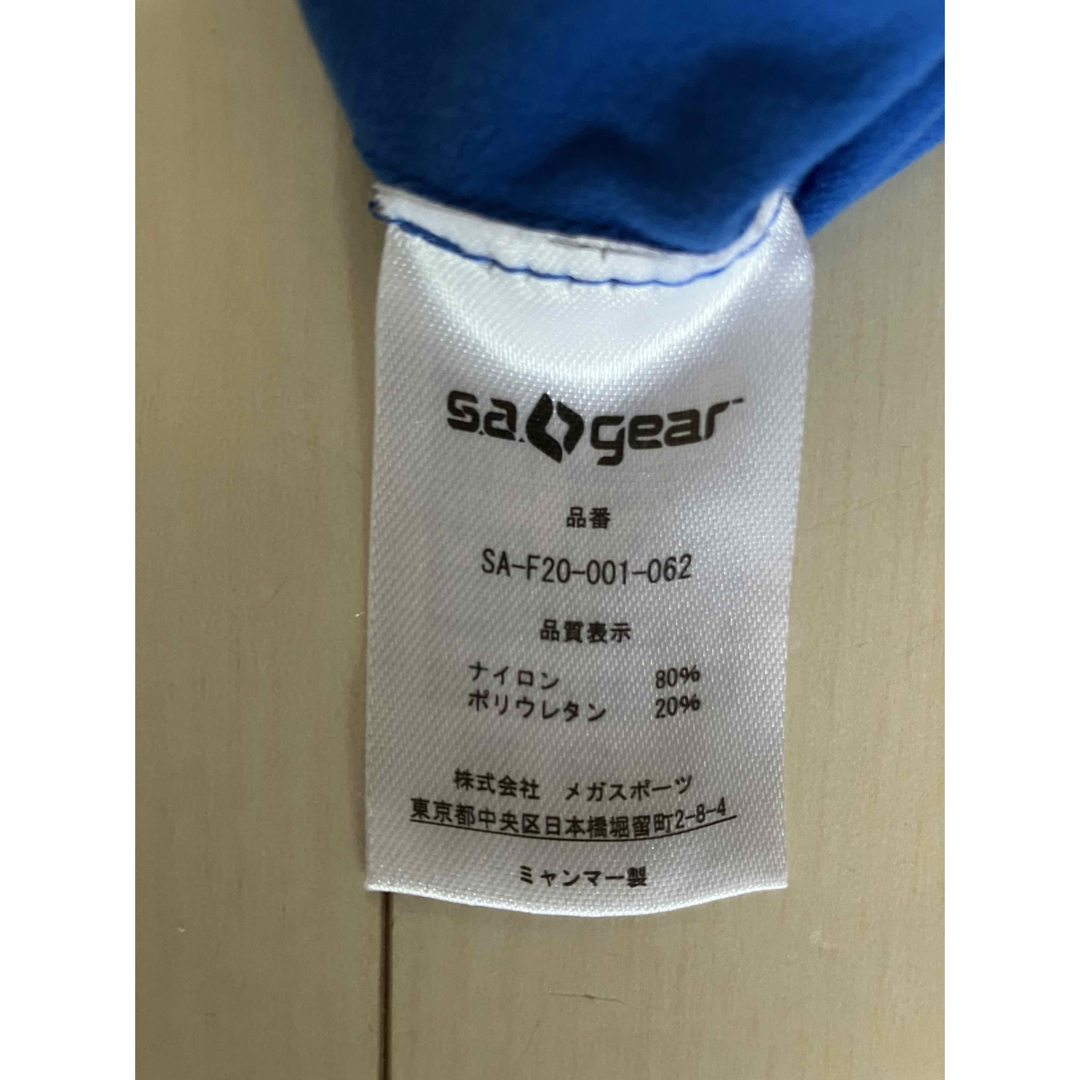 s.a. gear
品番
SA-F20-001-062
品質表示
ナイロン 80%
ポリウレタン 20%
株式会社 メガスポーツ
東京都中央区日本橋堀留町2-8-4
ミャンマー製